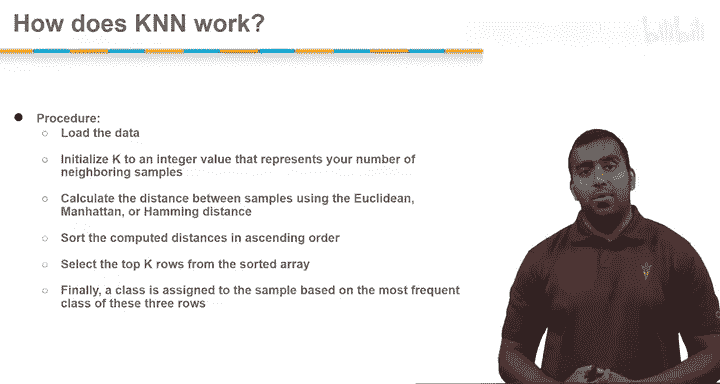 How does KNN work?
bilibili
● Procedure:
○ Load the data
○ Initialize K to an integer value that represents your number of
neighboring samples
○ Calculate the distance between samples using the Euclidean,
Manhattan, or Hamming distance
○ Sort the computed distances in ascending order
○ Select the top K rows from the sorted array
○ Finally, a class is assigned to the sample based on the most frequent
class of these three rows